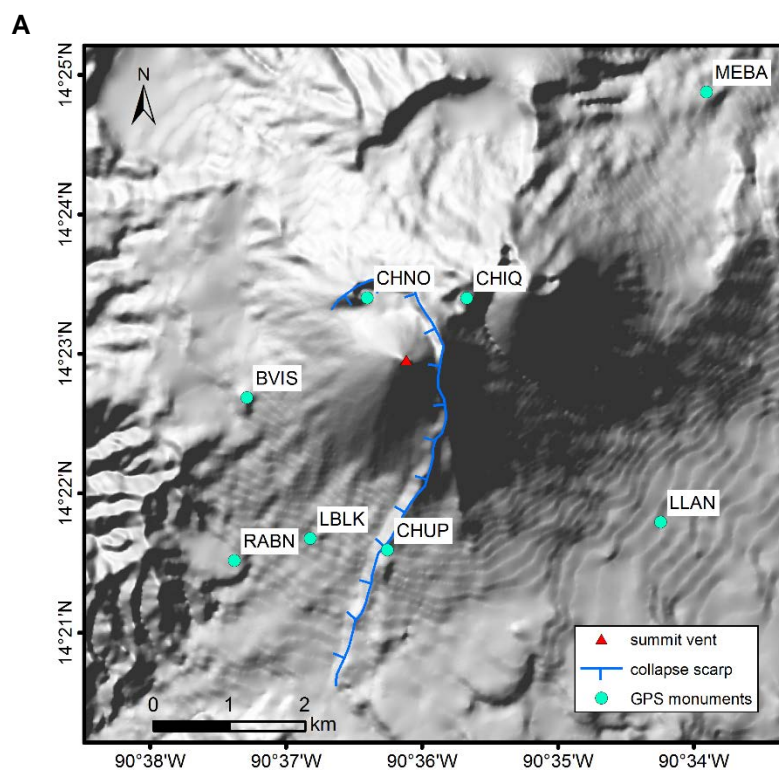 A
14°25'N
N
MEBA
14°24'N
CHNO
CHIQ
14°23'N
BVIS
14°22'N
LBLK
LLAN
RABN
CHUP
14°21'N
summit vent
collapse scarp
GPS monuments
0 1 2
km
90°38'W 90°37'W 90°36'W 90°35'W 90°34'W